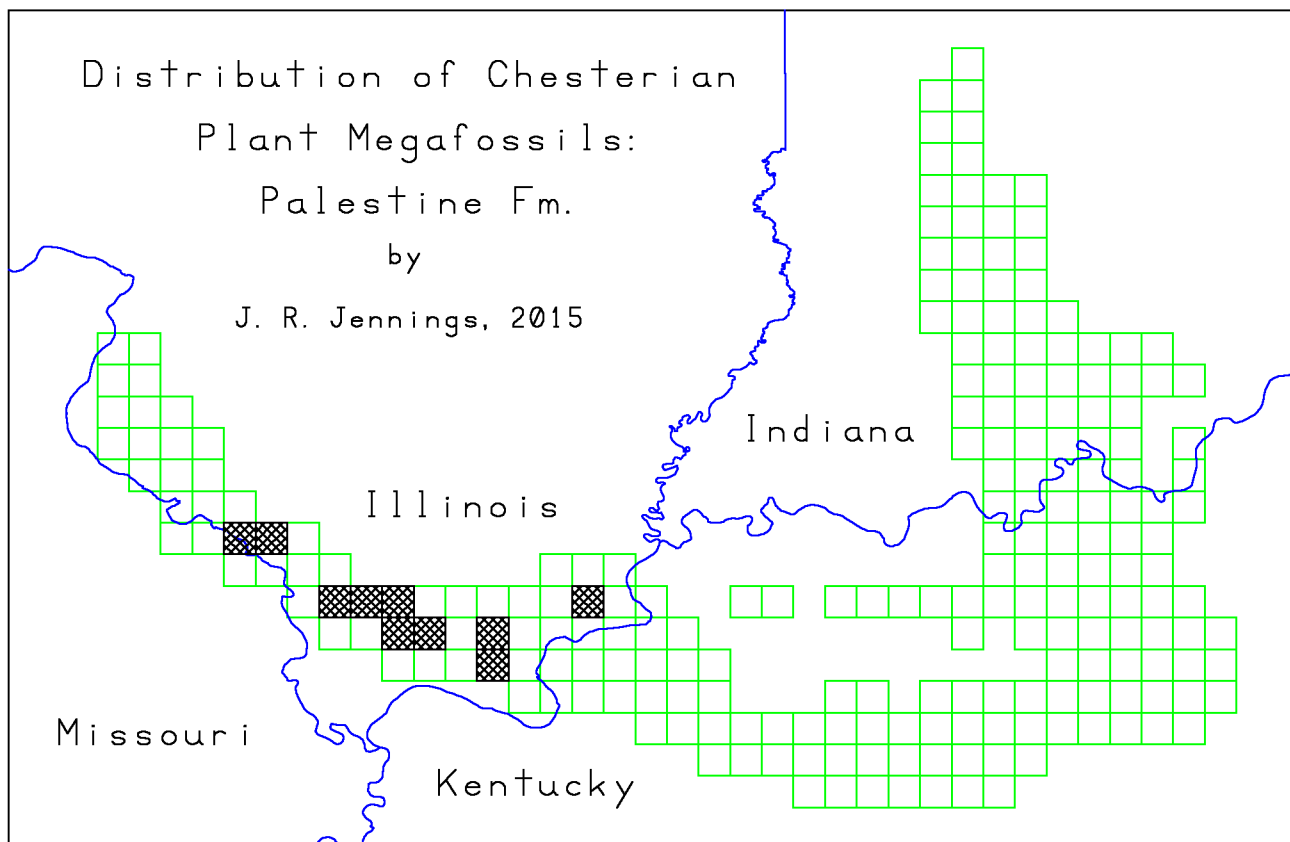 Distribution of Chesterian
Plant Megafossils:
Palestine Fm.
by
J. R. Jennings, 2015
Indiana
Illinois
Missouri
Kentucky